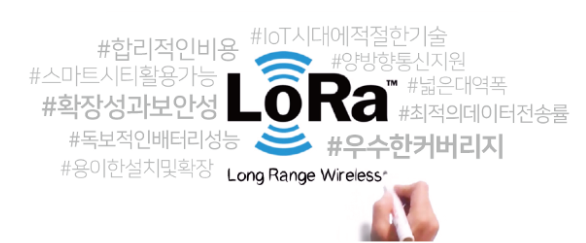 #IoT시대에적절한기술
#합리적인비용
#양방향통신지원
#스마트시티활용가능
#넓은대역폭
#확장성과보안성
LoRa™
#최적의데이터전송률
#독보적인배터리성능
#우수한커버리지
#용이한설치및확장
Long Range Wireless